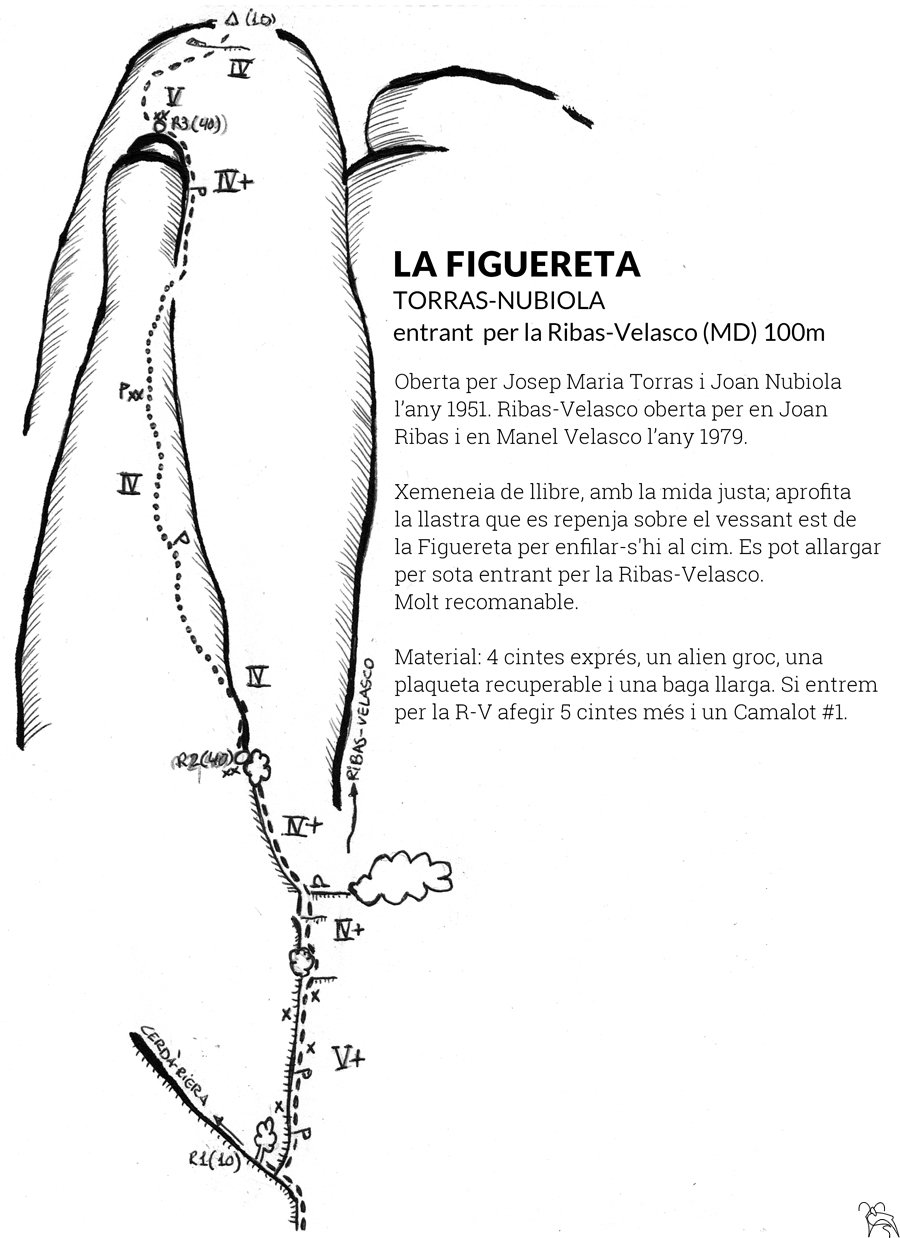 Δ (10)
IV
V
xx
R3(40)
IV+
P
LA FIGUERETA
TORRAS-NUBIOLA
entrant per la Ribas-Velasco (MD) 100m
Oberta per Josep Maria Torras i Joan Nubiola
l’any 1951. Ribas-Velasco oberta per en Joan
Ribas i en Manel Velasco l’any 1979.
Pxx
IV
Xemeneia de llibre, amb la mida justa; aprofita
la llastra que es repenja sobre el vessant est de
la Figuereta per enfilar-s'hi al cim. Es pot allargar
per sota entrant per la Ribas-Velasco.
Molt recomanable.
P
Material: 4 cintes exprés, un alien groc, una
plaqueta recuperable i una baga llarga. Si entrem
per la R-V afegir 5 cintes més i un Camalot #1.
IV
RIBAS-VELASCO
R2(40)
xx
IV+
IV+
x
x
x
V+
P
x
P
CERDÀ-RIERA
R1(10)